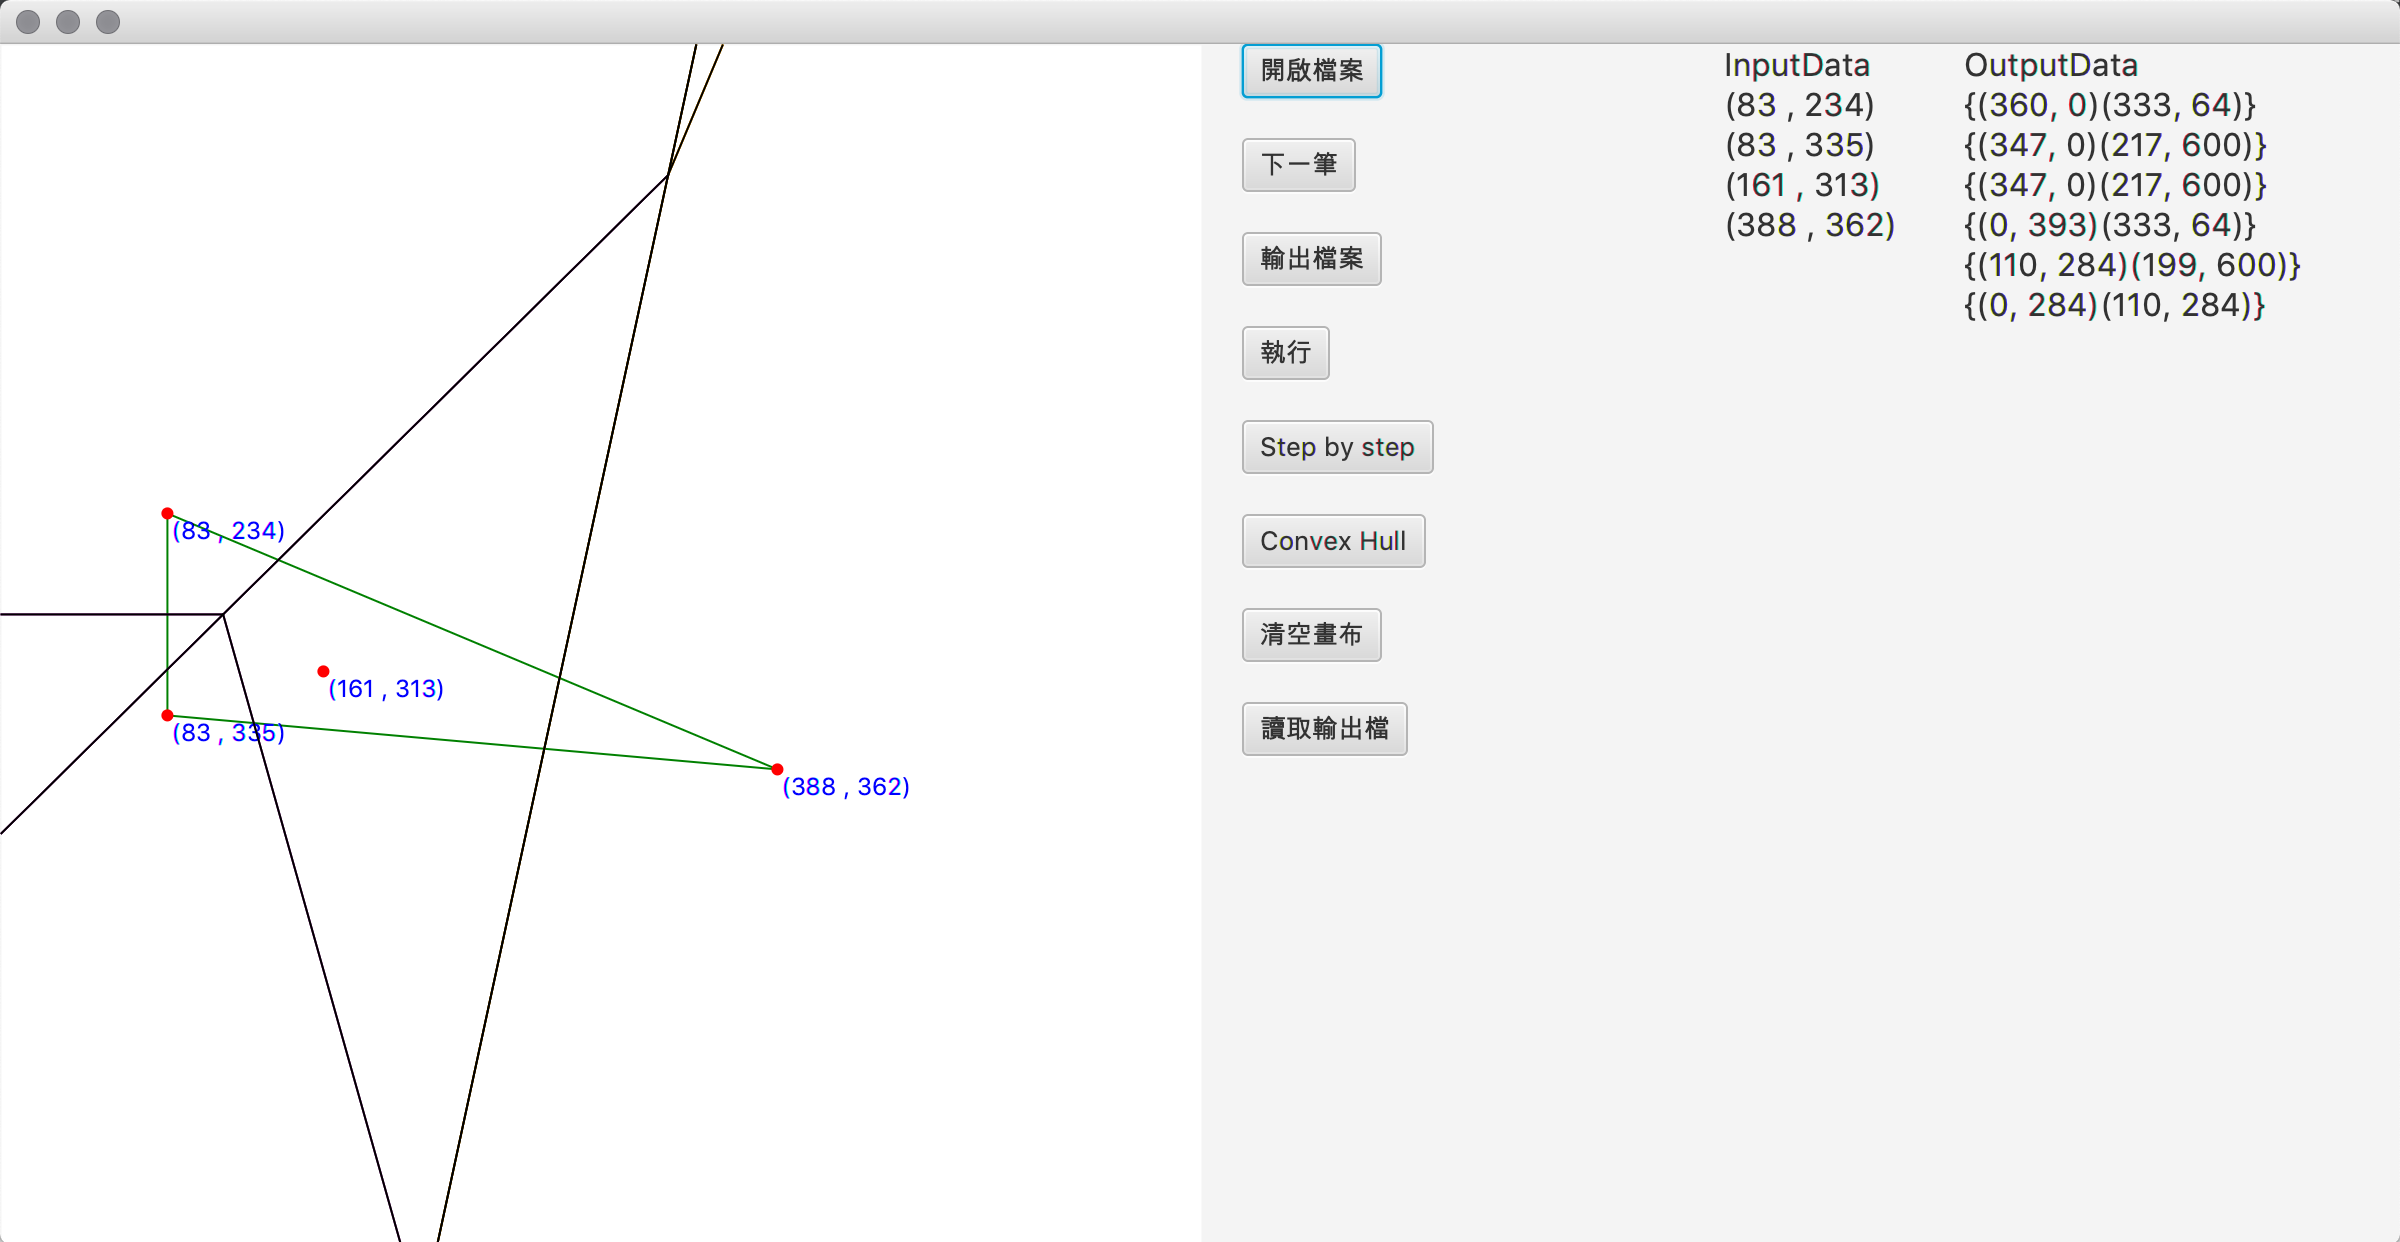 開啟檔案
下一筆
輸出檔案
執行
Step by step
Convex Hull
清空畫布
讀取輸出檔
InputData
(83 , 234)
(83 , 335)
(161 , 313)
(388 , 362)
OutputData
{(360, 0)(333, 64)}
{(347, 0)(217, 600)}
{(347, 0)(217, 600)}
{(0, 393)(333, 64)}
{(110, 284)(199, 600)}
{(0, 284)(110, 284)}
(83 , 234)
(161 , 313)
(83 , 335)
(388 , 362)